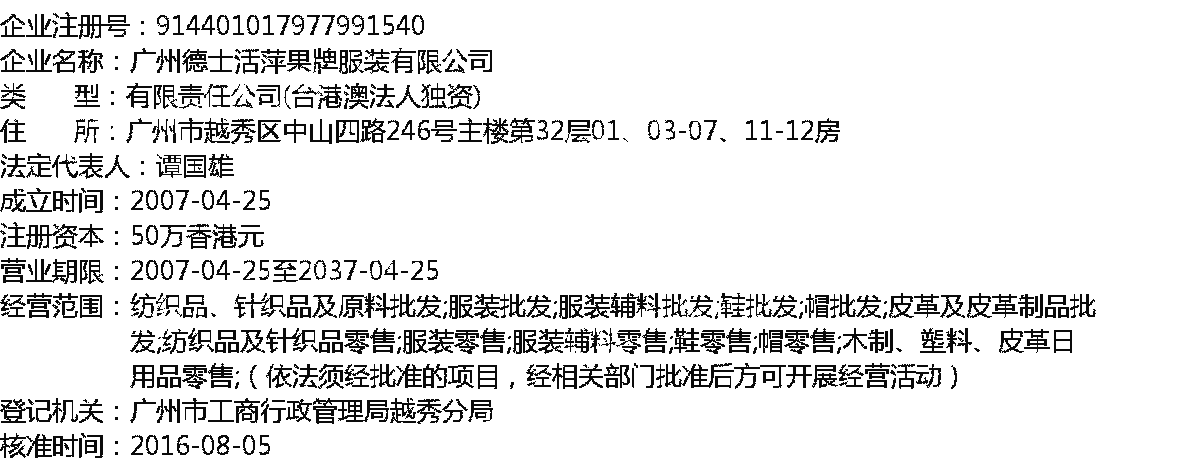 企业注册号：914401017977991540
企业名称：广州德士活萍果牌服装有限公司
类 型：有限责任公司(台港澳法人独资)
住 所：广州市越秀区中山四路246号主楼第32层01、03-07、11-12房
法定代表人：谭国雄
成立时间：2007-04-25
注册资本：50万香港元
营业期限：2007-04-25至2037-04-25
经营范围：纺织品、针织品及原料批发;服装批发;服装辅料批发;鞋批发;帽批发;皮革及皮革制品批
发;纺织品及针织品零售;服装零售;服装辅料零售;鞋零售;帽零售;木制、塑料、皮革日
用品零售;（依法须经批准的项目，经相关部门批准后方可开展经营活动）
登记机关：广州市工商行政管理局越秀分局
核准时间：2016-08-05